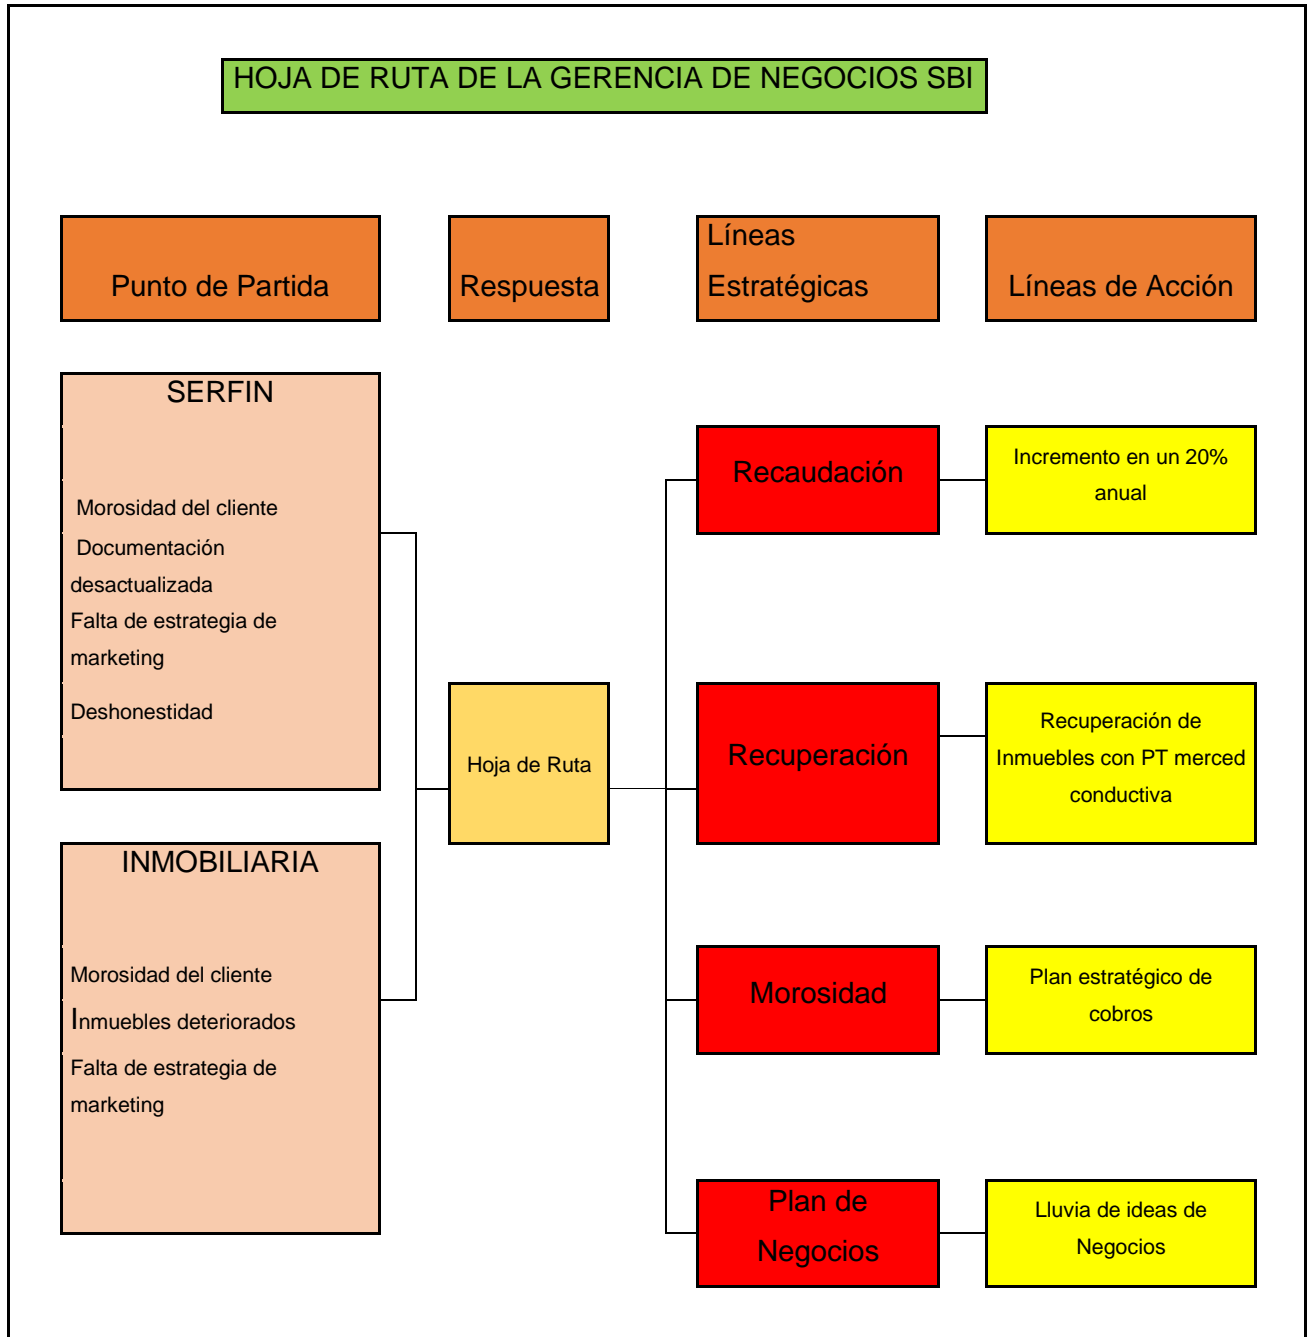 HOJA DE RUTA DE LA GERENCIA DE NEGOCIOS SBI
Punto de Partida
Respuesta
Líneas
Estratégicas
Líneas de Acción
SERFIN
Morosidad del cliente
Documentación
desactualizada
Falta de estrategia de
marketing
Deshonestidad
INMOBILIARIA
Morosidad del cliente
Inmuebles deteriorados
Falta de estrategia de
marketing
Hoja de Ruta
Recaudación
Incremento en un 20%
anual
Recuperación
Recuperación de
Inmuebles con PT merced
conductiva
Morosidad
Plan estratégico de
cobros
Plan de
Negocios
Lluvia de ideas de
Negocios